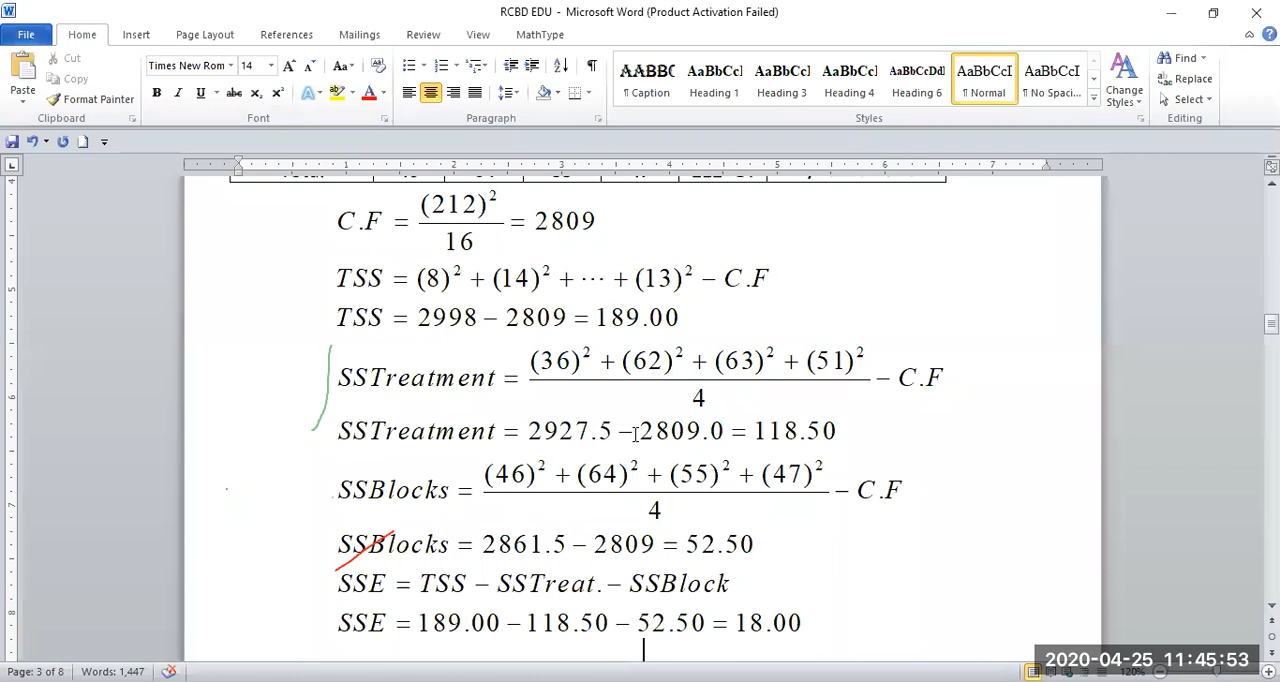 RCBD EDU - Microsoft Word (Product Activation Failed)
File Home Insert Page Layout References Mailings Review View MathType
Cut
Copy
Format Painter
Paste
Clipboard
Times New Rom 14
Font
Paragraph
AABBC AaBbCcI AaBbCcI AaBbCcI AaBbCcDd AaBbCcI AaBbCcI
¶ Caption Heading 1 Heading Heading 4 Heading 6 ¶ Normal ¶ No Spaci...
Styles
Change Styles
Find
Replace
Select
Editing
C.F = (212)² / 16 = 2809
TSS = (8)² + (14)² + ⋯ + (13)² − C.F
TSS = 2998 − 2809 = 189.00
SSTreatment = (36)² + (62)² + (63)² + (51)² / 4 − C.F
SSTreatment = 2927.5 − 2809.0 = 118.50
SSBlocks = (46)² + (64)² + (55)² + (47)² / 4 − C.F
SSBlocks = 2861.5 − 2809 = 52.50
SSE = TSS − SSTreat. − SSBlock
SSE = 189.00 − 118.50 − 52.50 = 18.00
2020-04-25 11:45:53
Page: 3 of 8 Words: 1,447 120%